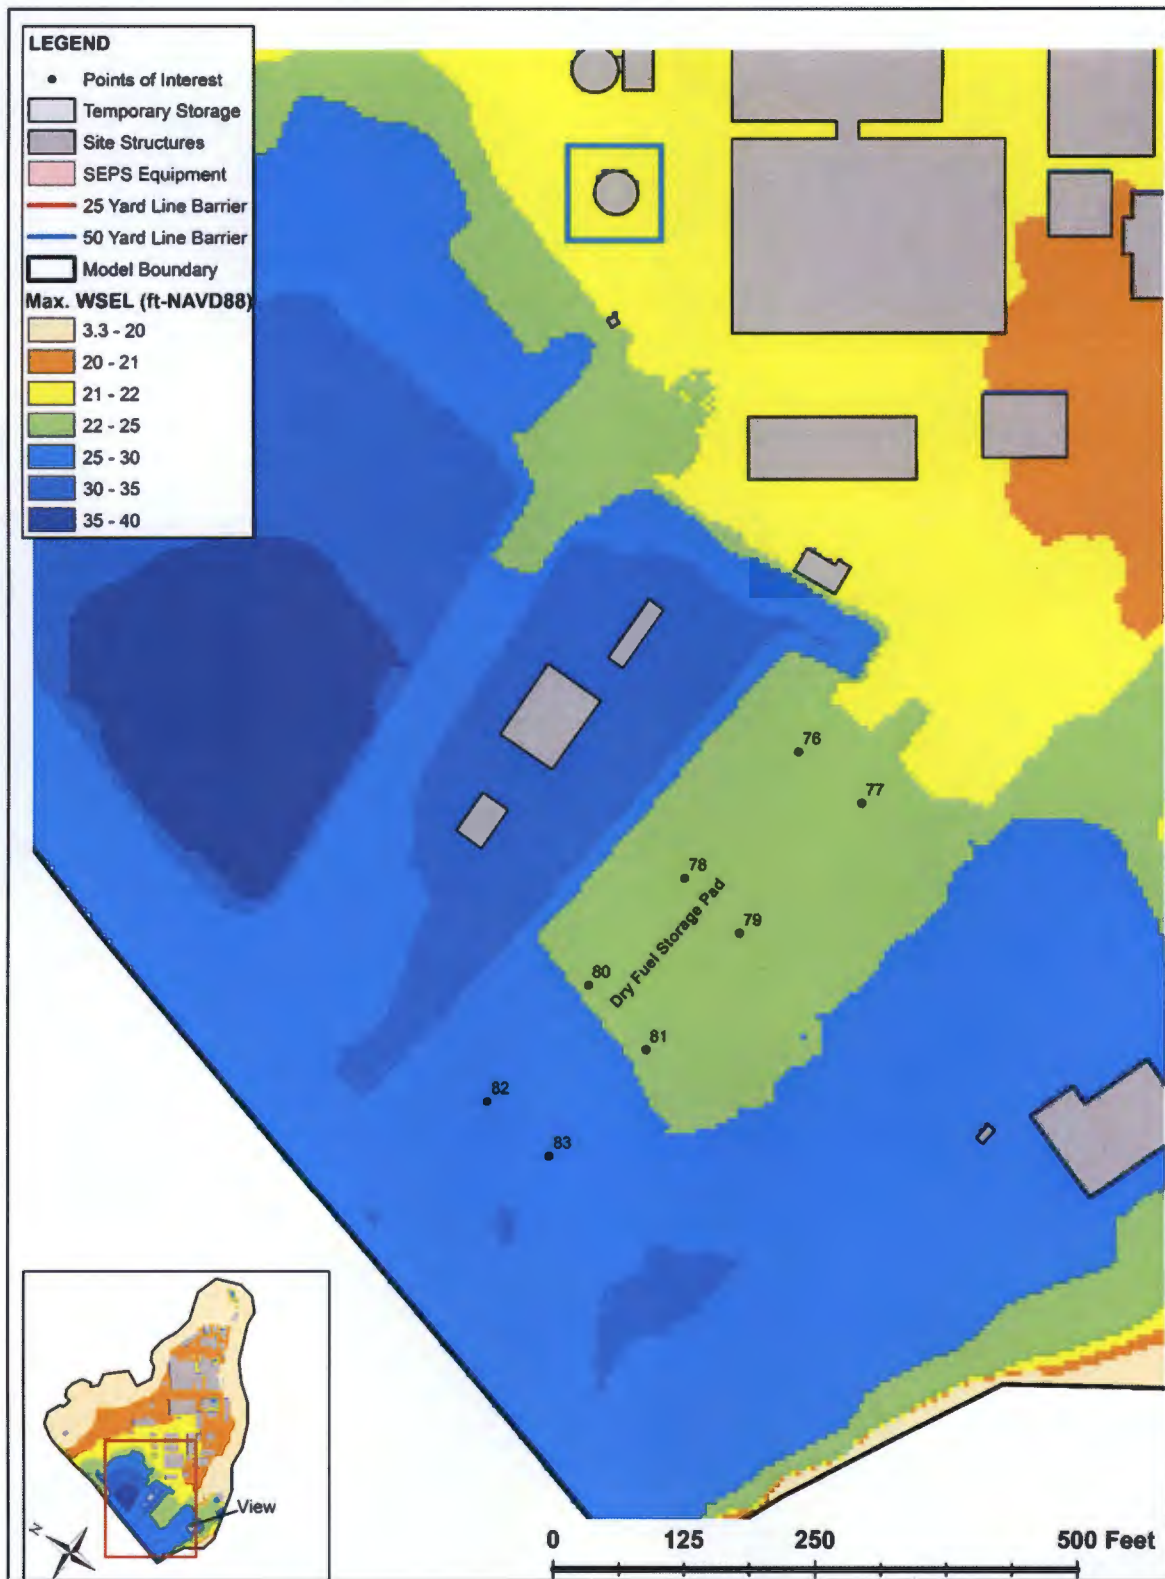 LEGEND
Points of Interest
Temporary Storage
Site Structures
SEPS Equipment
25 Yard Line Barrier
50 Yard Line Barrier
Model Boundary
Max. WSEL (ft-NAVD88)
3.3 - 20
20 - 21
21 - 22
22 - 25
25 - 30
30 - 35
35 - 40
76
77
78
79
Dry Fuel Storage Pad
80
81
82
83
View
N
0 125 250 500 Feet